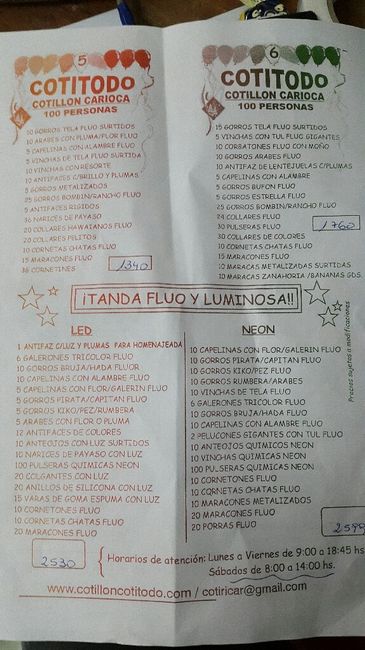 5
COTITODO
COTILLON CARIOCA
100 PERSONAS
10 GORROS TELA FLUO SURTIDOS
10 ARABES CON PLUMA/FLOR FLUO
5 CAPELINAS CON ALAMBRE FLUO
5 VINCHAS DE TELA FLUO SURTIDA
10 VINCHAS CON RESORTE
10 ANTIFACES C/BRILLO Y PLUMAS
5 GORROS METALIZADOS
25 GORROS BOMBIN/RANCHO FLUO
5 ANTIFACES RIGIDOS
36 NARICES DE PAYASO
20 COLLARES HAWAIANOS FLUO
20 COLLARES PELITOS
10 CORNETAS CHATAS FLUO
15 MARACONES FLUO
36 CORNETINES
1340
6
COTITODO
COTILLON CARIOCA
100 PERSONAS
15 GORROS TELA FLUO SURTIDOS
5 VINCHAS CON TUL FLUO GIGANTES
10 CORBATONES FLUO CON MOÑO
10 GORROS ARABES FLUO
10 ANTIFAZ DE LENTEJUELAS C/PLUMAS
5 CAPELINAS CON ALAMBRE
5 GORROS BUFON FLUO
5 GORROS ESTRELLA FLUO
25 GORROS BOMBIN/RANCHO FLUO
24 COLLARES FLUO
30 PULSERAS FLUO
30 COLLARES DE COLORES
10 CORNETAS CHATAS FLUO
15 MARACONES FLUO
10 MARACAS METALIZADAS SURTIDAS
10 MARACAS ZANAHORIA /BANANAS GDS.
1760
¡TANDA FLUO Y LUMINOSA!!
LED
1 ANTIFAZ C/LUZ Y PLUMAS PARA HOMENAJEADA
6 GALERONES TRICOLOR FLUO
10 GORROS BRUJA/HADA FLUOR
10 CAPELINAS CON ALAMBRE FLUO
5 CAPELINAS CON FLOR/GALERIN FLUO
5 GORROS PIRATA/CAPITAN FLUO
5 GORROS KIKO/PEZ/RUMBERA
5 ARABES CON FLOR O PLUMA
12 ANTIFACES DE COLORES
10 ANTEOJOS CON LUZ SURTIDOS
10 NARICES DE PAYASO CON LUZ
100 PULSERAS QUIMICAS NEON
20 COLGANTES CON LUZ
20 ANILLOS DE SILICONA CON LUZ
15 VARAS DE GOMA ESPUMA CON LUZ
10 CORNETONES FLUO
10 CORNETAS CHATAS FLUO
20 MARACONES FLUO
2530
NEON
10 CAPELINAS CON FLOR/GALERIN FLUO
10 GORROS PIRATA/CAPITAN FLUO
10 GORROS KIKO/PEZ FLUO
10 GORROS RUMBERA/ARABES
10 VINCHAS DE TELA FLUO
6 GALERONES TRICOLOR FLUO
10 GORROS BRUJA/HADA FLUO
10 CAPELINAS CON ALAMBRE FLUO
2 PELUCONES GIGANTES CON TUL FLUO
10 ANTEOJOS QUIMICOS NEON
10 VINCHAS QUIMICAS NEON
100 PULSERAS QUIMICAS NEON
10 CORNETONES FLUO
10 CORNETAS CHATAS FLUO
10 MARACONES METALIZADOS
20 MARACONES FLUO
20 PORRAS FLUO
2599
Precios sujetos a modificaciones
Horarios de atención: Lunes a Viernes de 9:00 a 18:45 hs
Sábados de 8:00 a 14:00 hs.
www.cotilloncotitodo.com / cotiricar@gmail.com